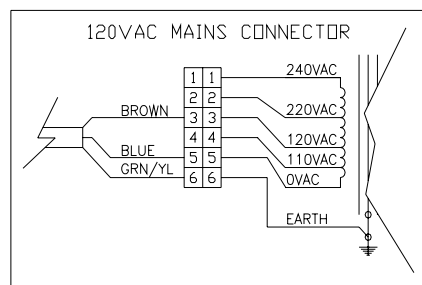 120VAC MAINS CONNECTOR
240VAC
1 1
2 2
220VAC
BROWN
3 3
120VAC
4 4
110VAC
BLUE
5 5
0VAC
GRN/YL
6 6
EARTH